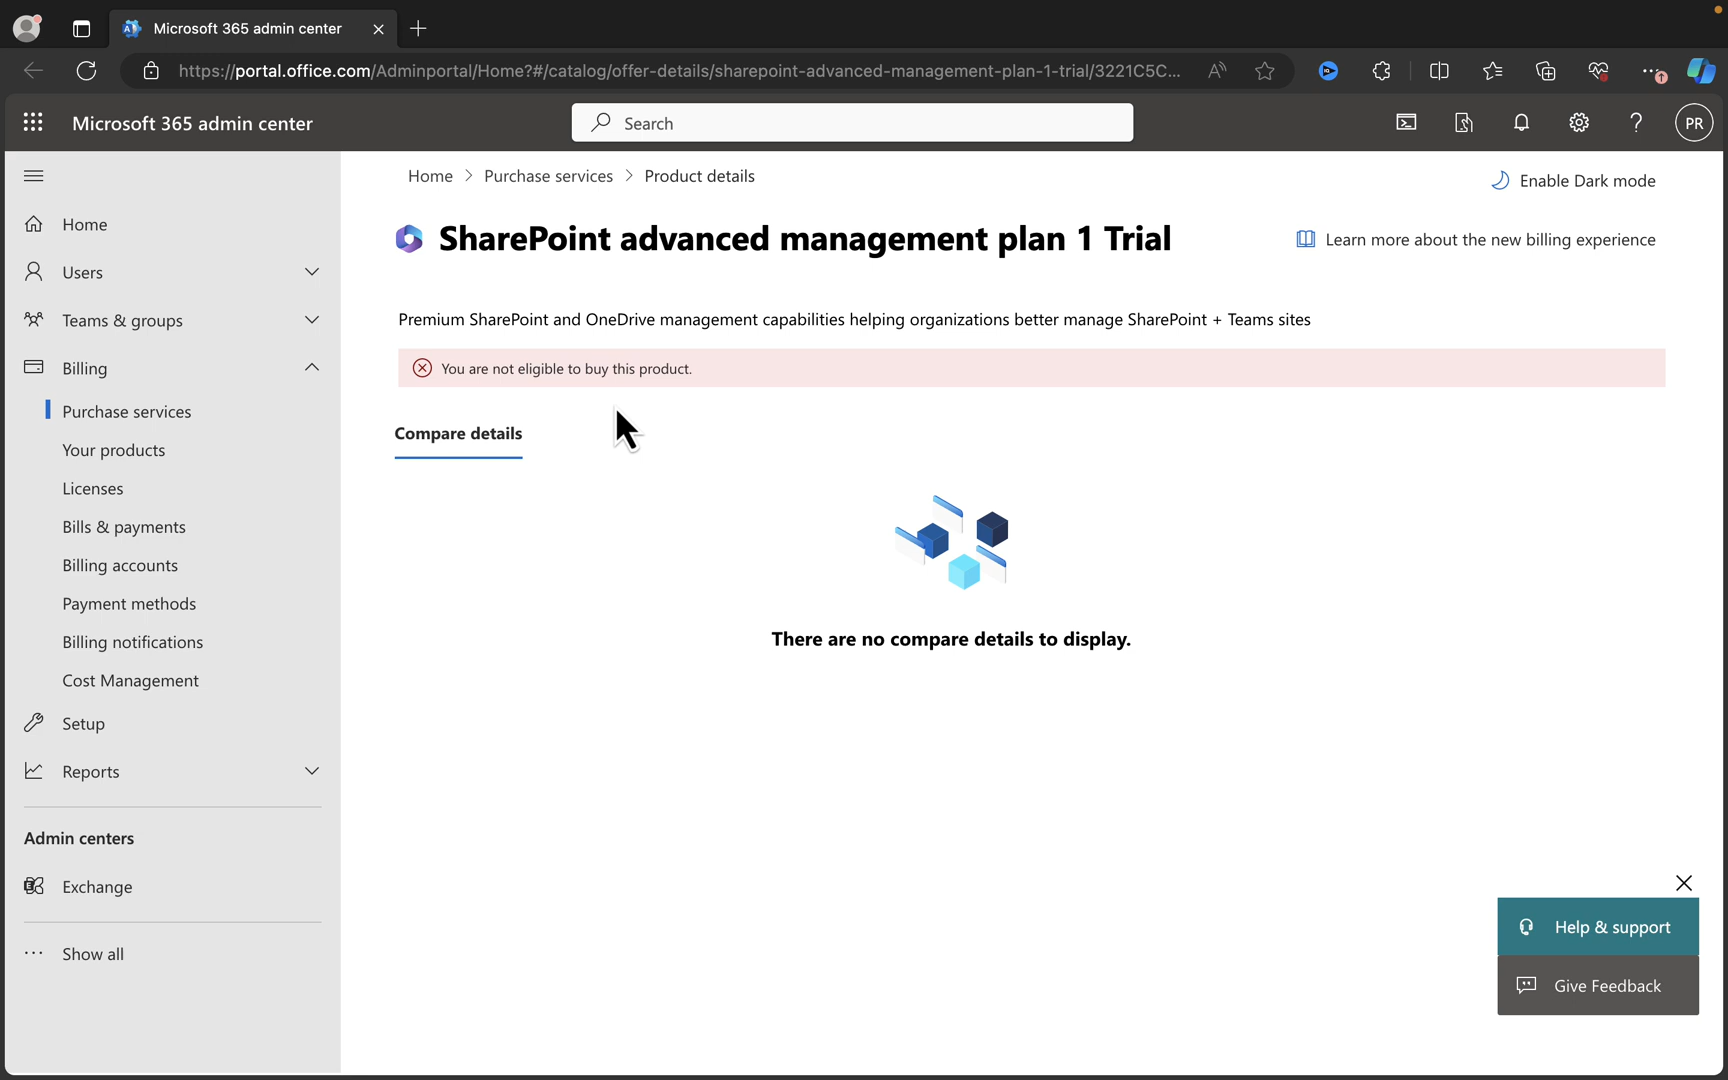 Microsoft 365 admin center
https://portal.office.com/Adminportal/Home?#/catalog/offer-details/sharepoint-advanced-management-plan-1-trial/3221C5C...
Microsoft 365 admin center
Search
PR
Home > Purchase services > Product details
Enable Dark mode
SharePoint advanced management plan 1 Trial
Learn more about the new billing experience
Premium SharePoint and OneDrive management capabilities helping organizations better manage SharePoint + Teams sites
You are not eligible to buy this product.
Compare details
There are no compare details to display.
Home
Users
Teams & groups
Billing
Purchase services
Your products
Licenses
Bills & payments
Billing accounts
Payment methods
Billing notifications
Cost Management
Setup
Reports
Admin centers
Exchange
Show all
Help & support
Give Feedback